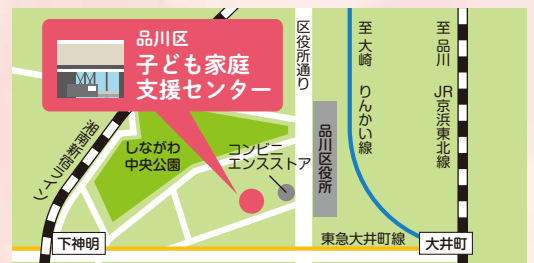 品川区
子ども家庭
支援センター
区役所通り
至 大崎 りんかい線
至 品川 JR京浜東北線
湘南新宿ライン
しながわ
中央公園
コンビニ
エンスストア
品川区役所
東急大井町線
下神明
大井町